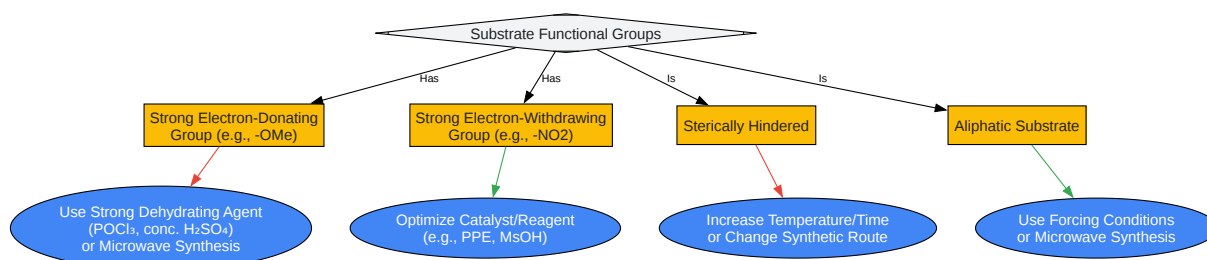 Substrate Functional Groups
Has
Has
Is
Is
Strong Electron-Donating
Group (e.g., -OMe)
Strong Electron-Withdrawing
Group (e.g., -NO2)
Sterically Hindered
Aliphatic Substrate
Use Strong Dehydrating Agent
(POCl₃, conc. H₂SO₄)
or Microwave Synthesis
Optimize Catalyst/Reagent
(e.g., PPE, MsOH)
Increase Temperature/Time
or Change Synthetic Route
Use Forcing Conditions
or Microwave Synthesis